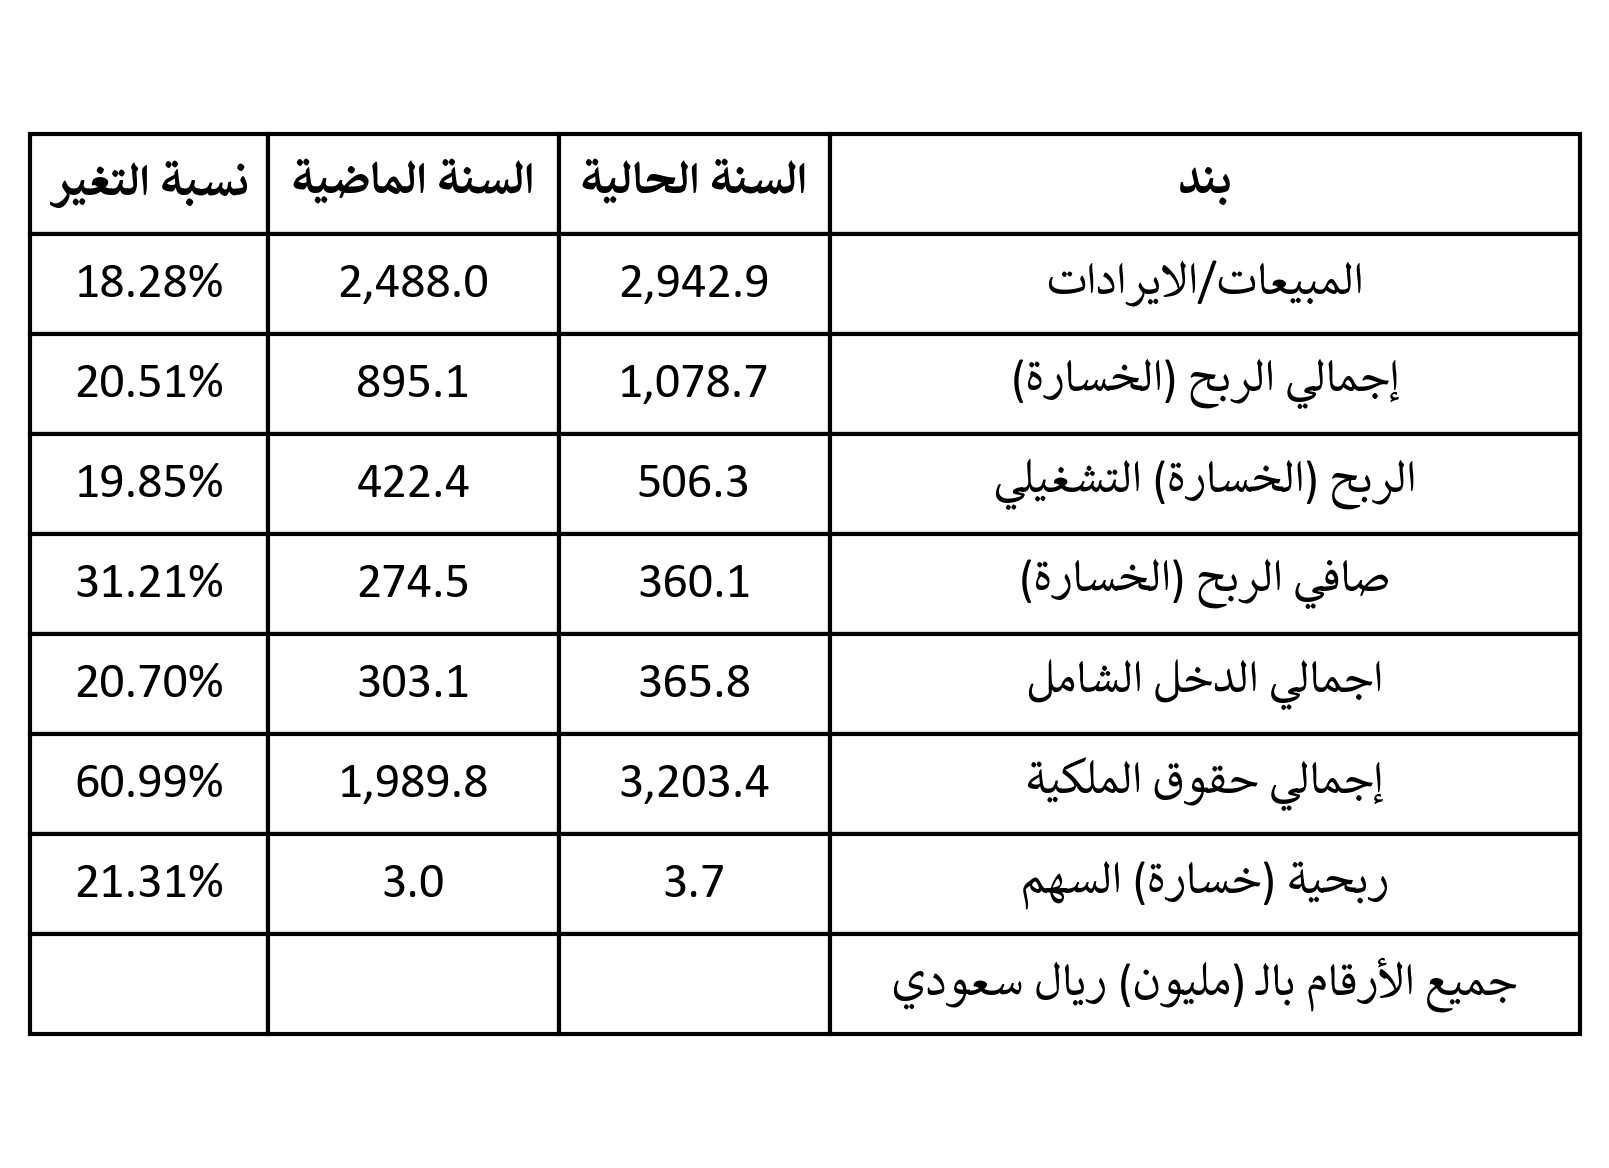 بند السنة الحالية السنة الماضية نسبة التغير
المبيعات/الايرادات 2,942.9 2,488.0 18.28%
إجمالي الربح (الخسارة) 1,078.7 895.1 20.51%
الربح (الخسارة) التشغيلي 506.3 422.4 19.85%
صافي الربح (الخسارة) 360.1 274.5 31.21%
اجمالي الدخل الشامل 365.8 303.1 20.70%
إجمالي حقوق الملكية 3,203.4 1,989.8 60.99%
ربحية (خسارة) السهم 3.7 3.0 21.31%
جميع الأرقام بالـ (مليون) ريال سعودي